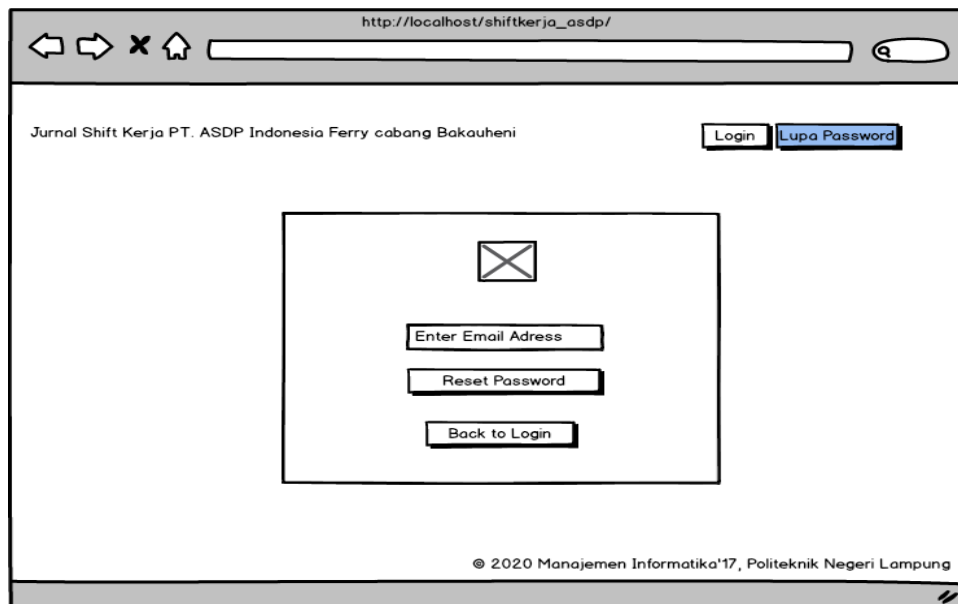 http://localhost/shiftkerja_asdp/
Jurnal Shift Kerja PT. ASDP Indonesia Ferry cabang Bakauheni
Login
Lupa Password
Enter Email Adress
Reset Password
Back to Login
© 2020 Manajemen Informatika'17, Politeknik Negeri Lampung